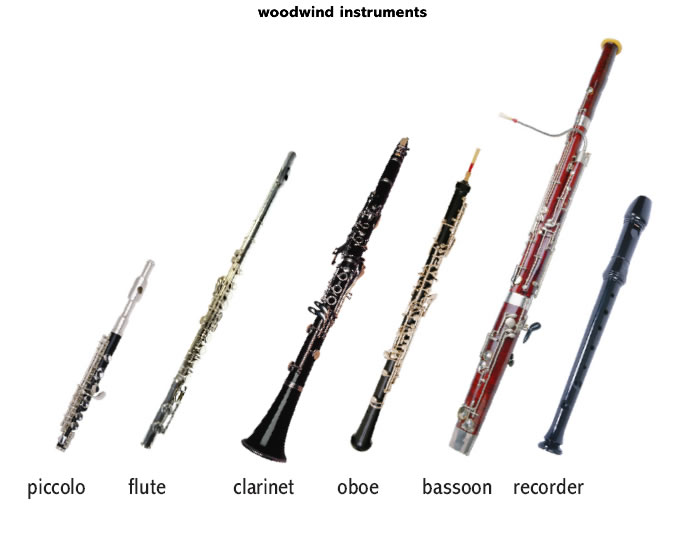 woodwind instruments
piccolo flute clarinet oboe bassoon recorder